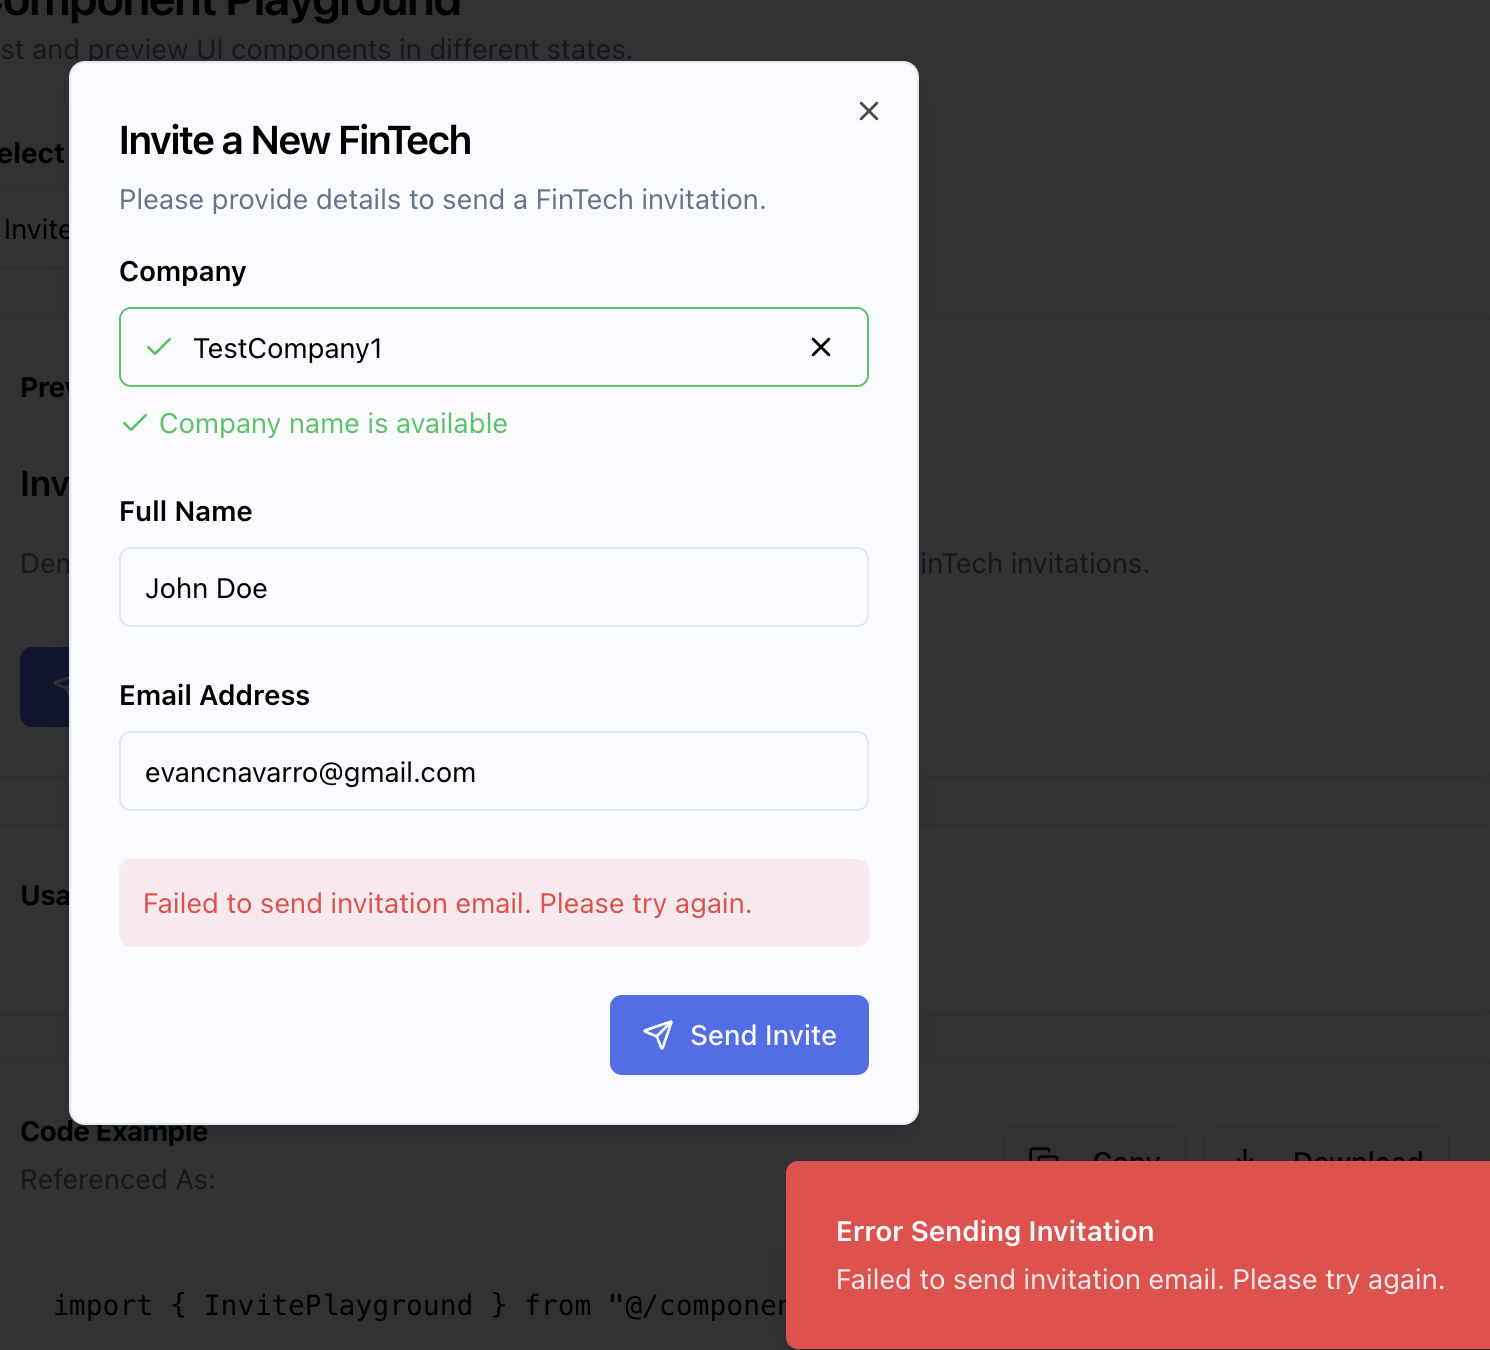 Component Playground
st and preview UI components in different states.
Invite a New FinTech
Please provide details to send a FinTech invitation.
elect
Invite
Company
TestCompany1
Prev
Company name is available
Inv
Full Name
Den
John Doe
inTech invitations.
Email Address
evancnavarro@gmail.com
Usa
Failed to send invitation email. Please try again.
Send Invite
Code Example
Copy
Download
Referenced As:
Error Sending Invitation
Failed to send invitation email. Please try again.
import { InvitePlayground } from "@/componen